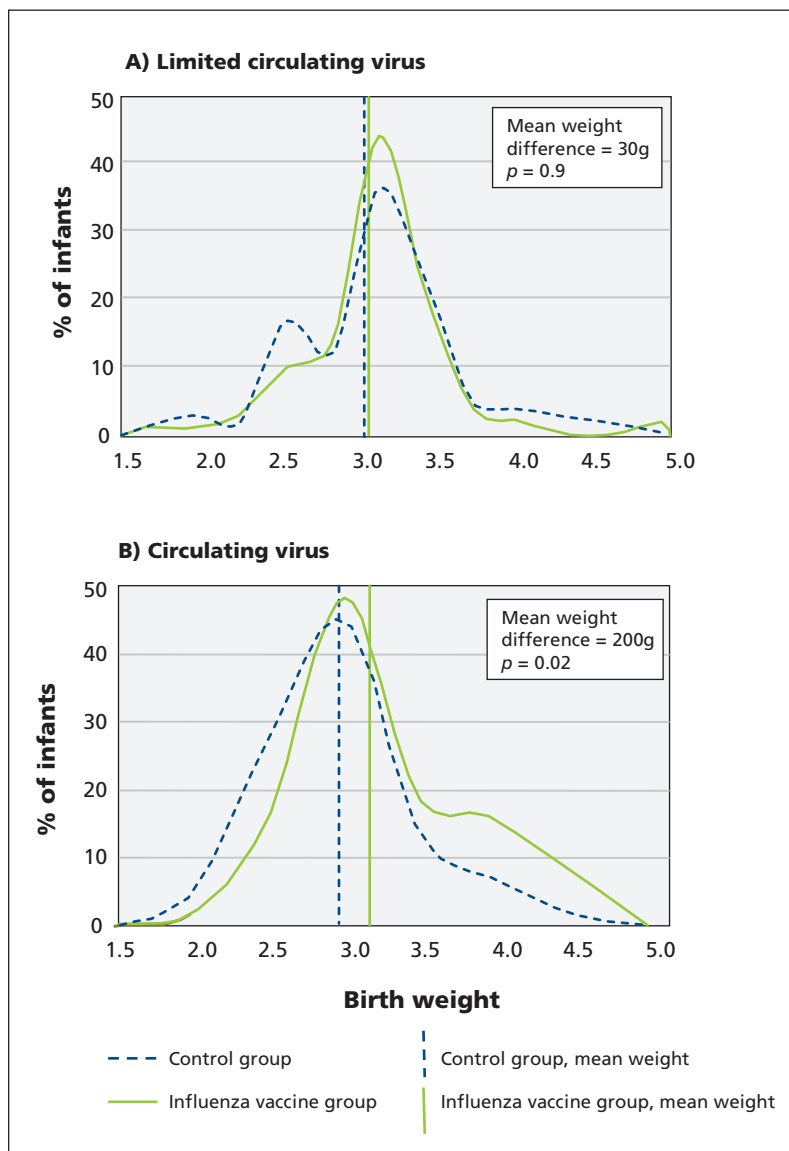 A) Limited circulating virus
50
40
30
20
10
0
% of infants
Mean weight
difference = 30g
p = 0.9
1.5 2.0 2.5 3.0 3.5 4.0 4.5 5.0
B) Circulating virus
50
40
30
20
10
0
% of infants
Mean weight
difference = 200g
p = 0.02
1.5 2.0 2.5 3.0 3.5 4.0 4.5 5.0
Birth weight
Control group
Control group, mean weight
Influenza vaccine group
Influenza vaccine group, mean weight